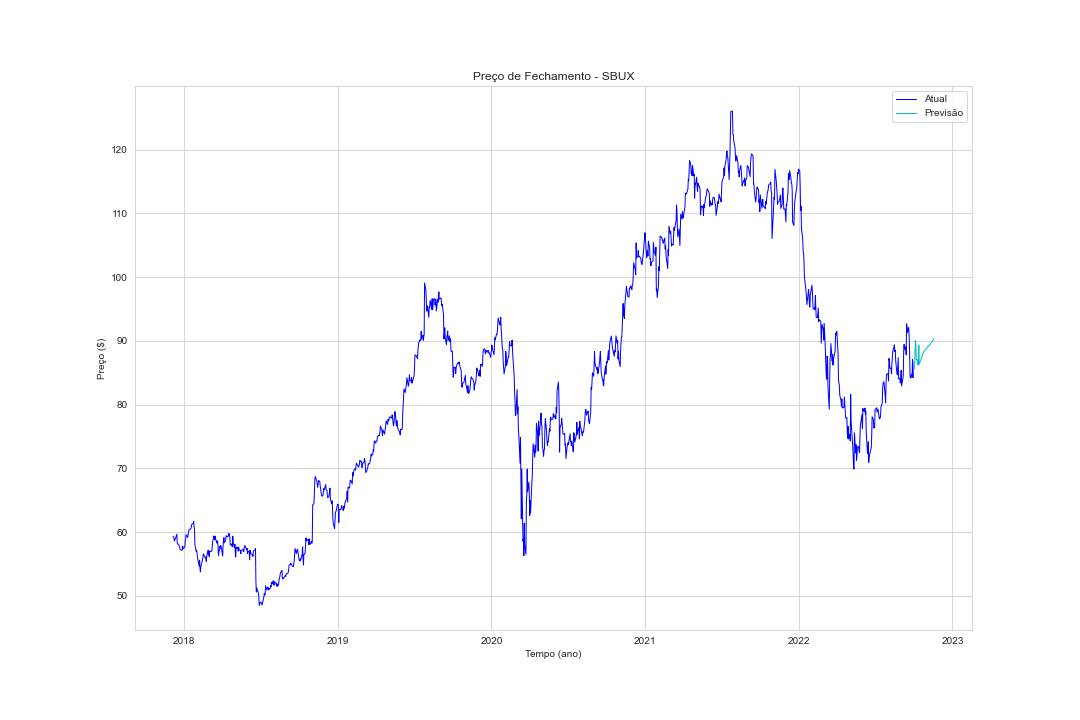 Preço de Fechamento - SBUX
Atual
Previsão
120
110
100
90
80
70
60
50
Preço ($)
2018 2019 2020 2021 2022 2023
Tempo (ano)